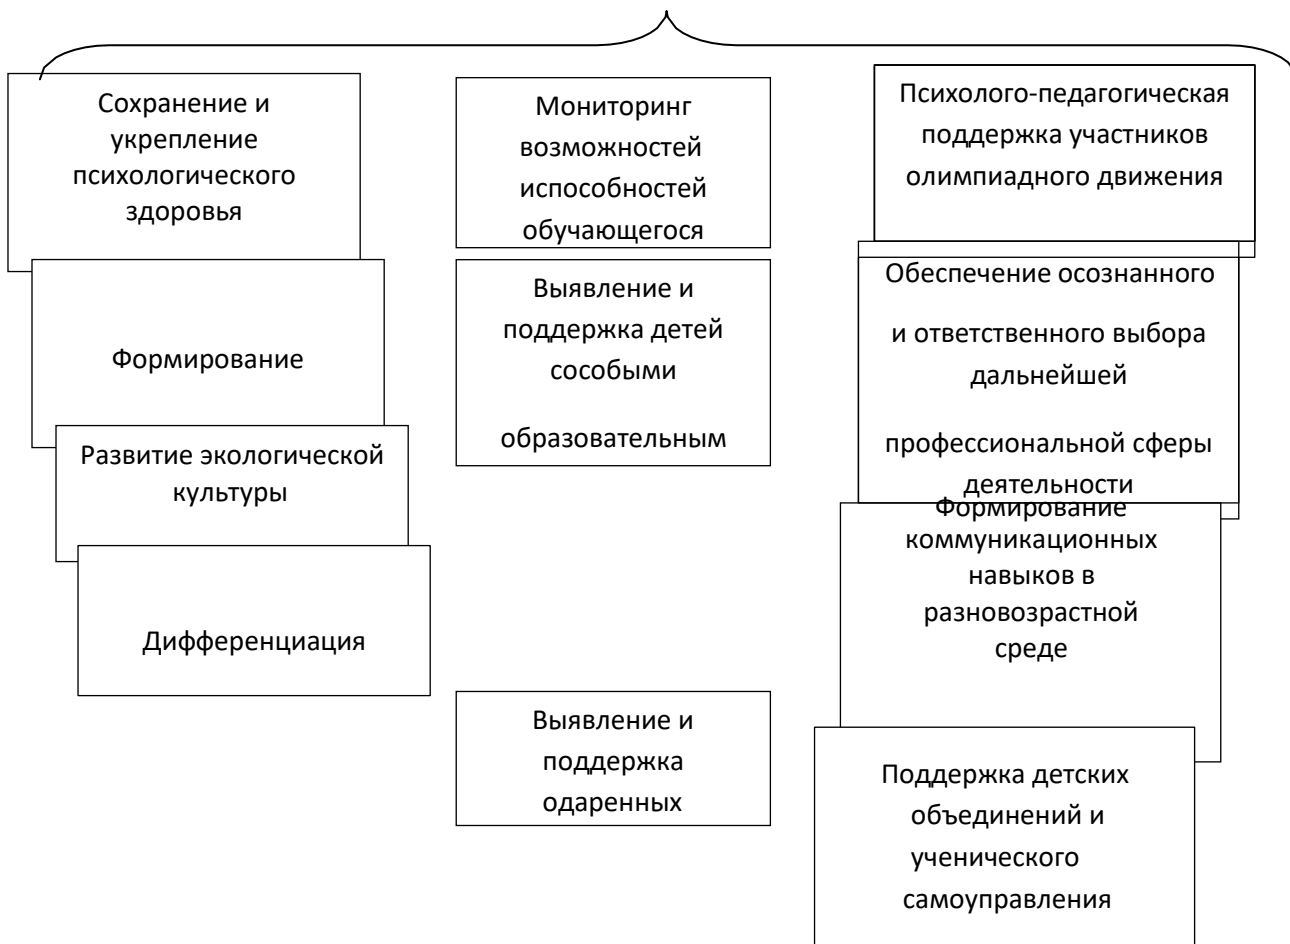 Сохранение и
укрепление
психологического
здоровья
Формирование
Развитие экологической
культуры
Дифференциация
Мониторинг
возможностей
испособностей
обучающегося
Выявление и
поддержка детей
сособыми
образовательным
Выявление и
поддержка
одаренных
Психолого-педагогическая
поддержка участников
олимпиадного движения
Обеспечение осознанного
и ответственного выбора
дальнейшей
профессиональной сферы
деятельности
Формирование
коммуникационных
навыков в
разновозрастной
среде
Поддержка детских
объединений и
ученического
самоуправления